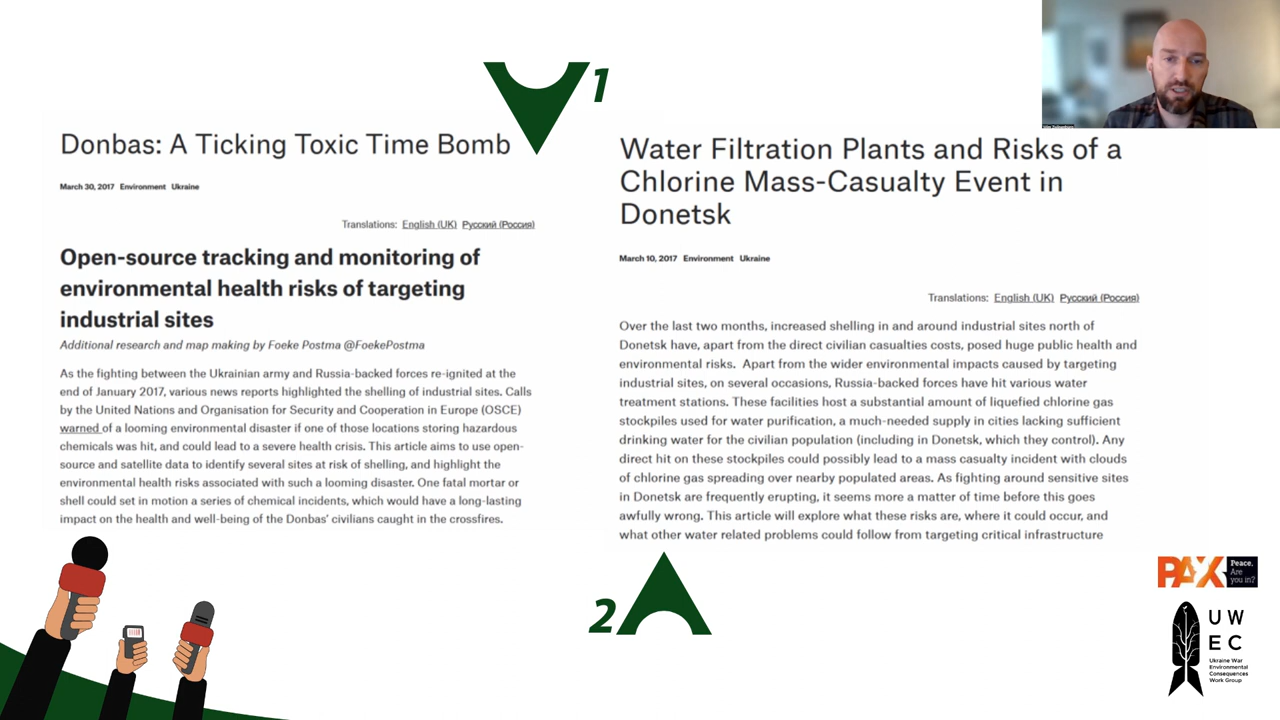 1
Donbas: A Ticking Toxic Time Bomb
March 30, 2017 Environment Ukraine
Translations: English (UK) Русский (Россия)
Open-source tracking and monitoring of
environmental health risks of targeting
industrial sites
Additional research and map making by Foeke Postma @FoekePostma
As the fighting between the Ukrainian army and Russia-backed forces re-ignited at the
end of January 2017, various news reports highlighted the shelling of industrial sites. Calls
by the United Nations and Organisation for Security and Cooperation in Europe (OSCE)
warned of a looming environmental disaster if one of those locations storing hazardous
chemicals was hit, and could lead to a severe health crisis. This article aims to use open-
source and satellite data to identify several sites at risk of shelling, and highlight the
environmental health risks associated with such a looming disaster. One fatal mortar or
shell could set in motion a series of chemical incidents, which would have a long-lasting
impact on the health and well-being of the Donbas' civilians caught in the crossfires.
Water Filtration Plants and Risks of a
Chlorine Mass-Casualty Event in
Donetsk
March 10, 2017 Environment Ukraine
Translations: English (UK) Русский (Россия)
Over the last two months, increased shelling in and around industrial sites north of
Donetsk have, apart from the direct civilian casualties costs, posed huge public health and
environmental risks. Apart from the wider environmental impacts caused by targeting
industrial sites, on several occasions, Russia-backed forces have hit various water
treatment stations. These facilities host a substantial amount of liquefied chlorine gas
stockpiles used for water purification, a much-needed supply in cities lacking sufficient
drinking water for the civilian population (including in Donetsk, which they control). Any
direct hit on these stockpiles could possibly lead to a mass casualty incident with clouds
of chlorine gas spreading over nearby populated areas. As fighting around sensitive sites
in Donetsk are frequently erupting, it seems more a matter of time before this goes
awfully wrong. This article will explore what these risks are, where it could occur, and
what other water related problems could follow from targeting critical infrastructure
2
PAX
Peace.
Are
you in?
UW
EC
Ukraine War
Environmental
Consequences
Work Group